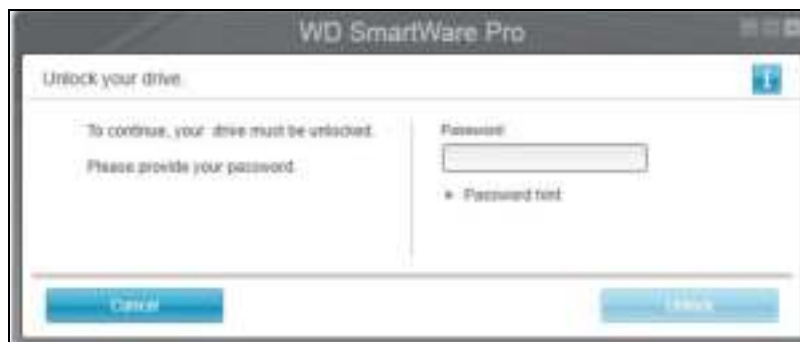 WD SmartWare Pro
Unlock your drive.
To continue, your drive must be unlocked.
Please provide your password.
Password:
Password hint
Cancel
Unlock